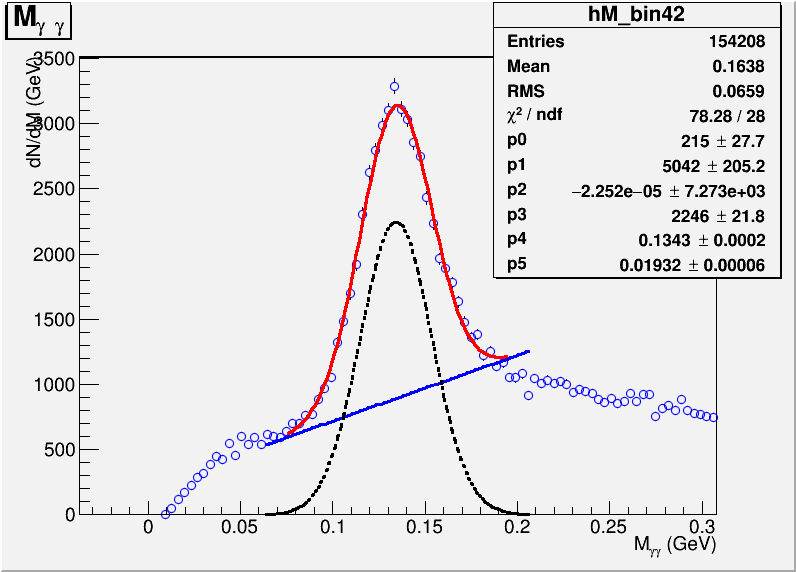 M γ γ
hM_bin42
Entries 154208
Mean 0.1638
RMS 0.0659
χ² / ndf 78.28 / 28
p0 215 ± 27.7
p1 5042 ± 205.2
p2 −2.252e−05 ± 7.273e+03
p3 2246 ± 21.8
p4 0.1343 ± 0.0002
p5 0.01932 ± 0.00006
dN/dM (GeV)
3500
3000
2500
2000
1500
1000
500
0
0 0.05 0.1 0.15 0.2 0.25 0.3
Mγγ (GeV)